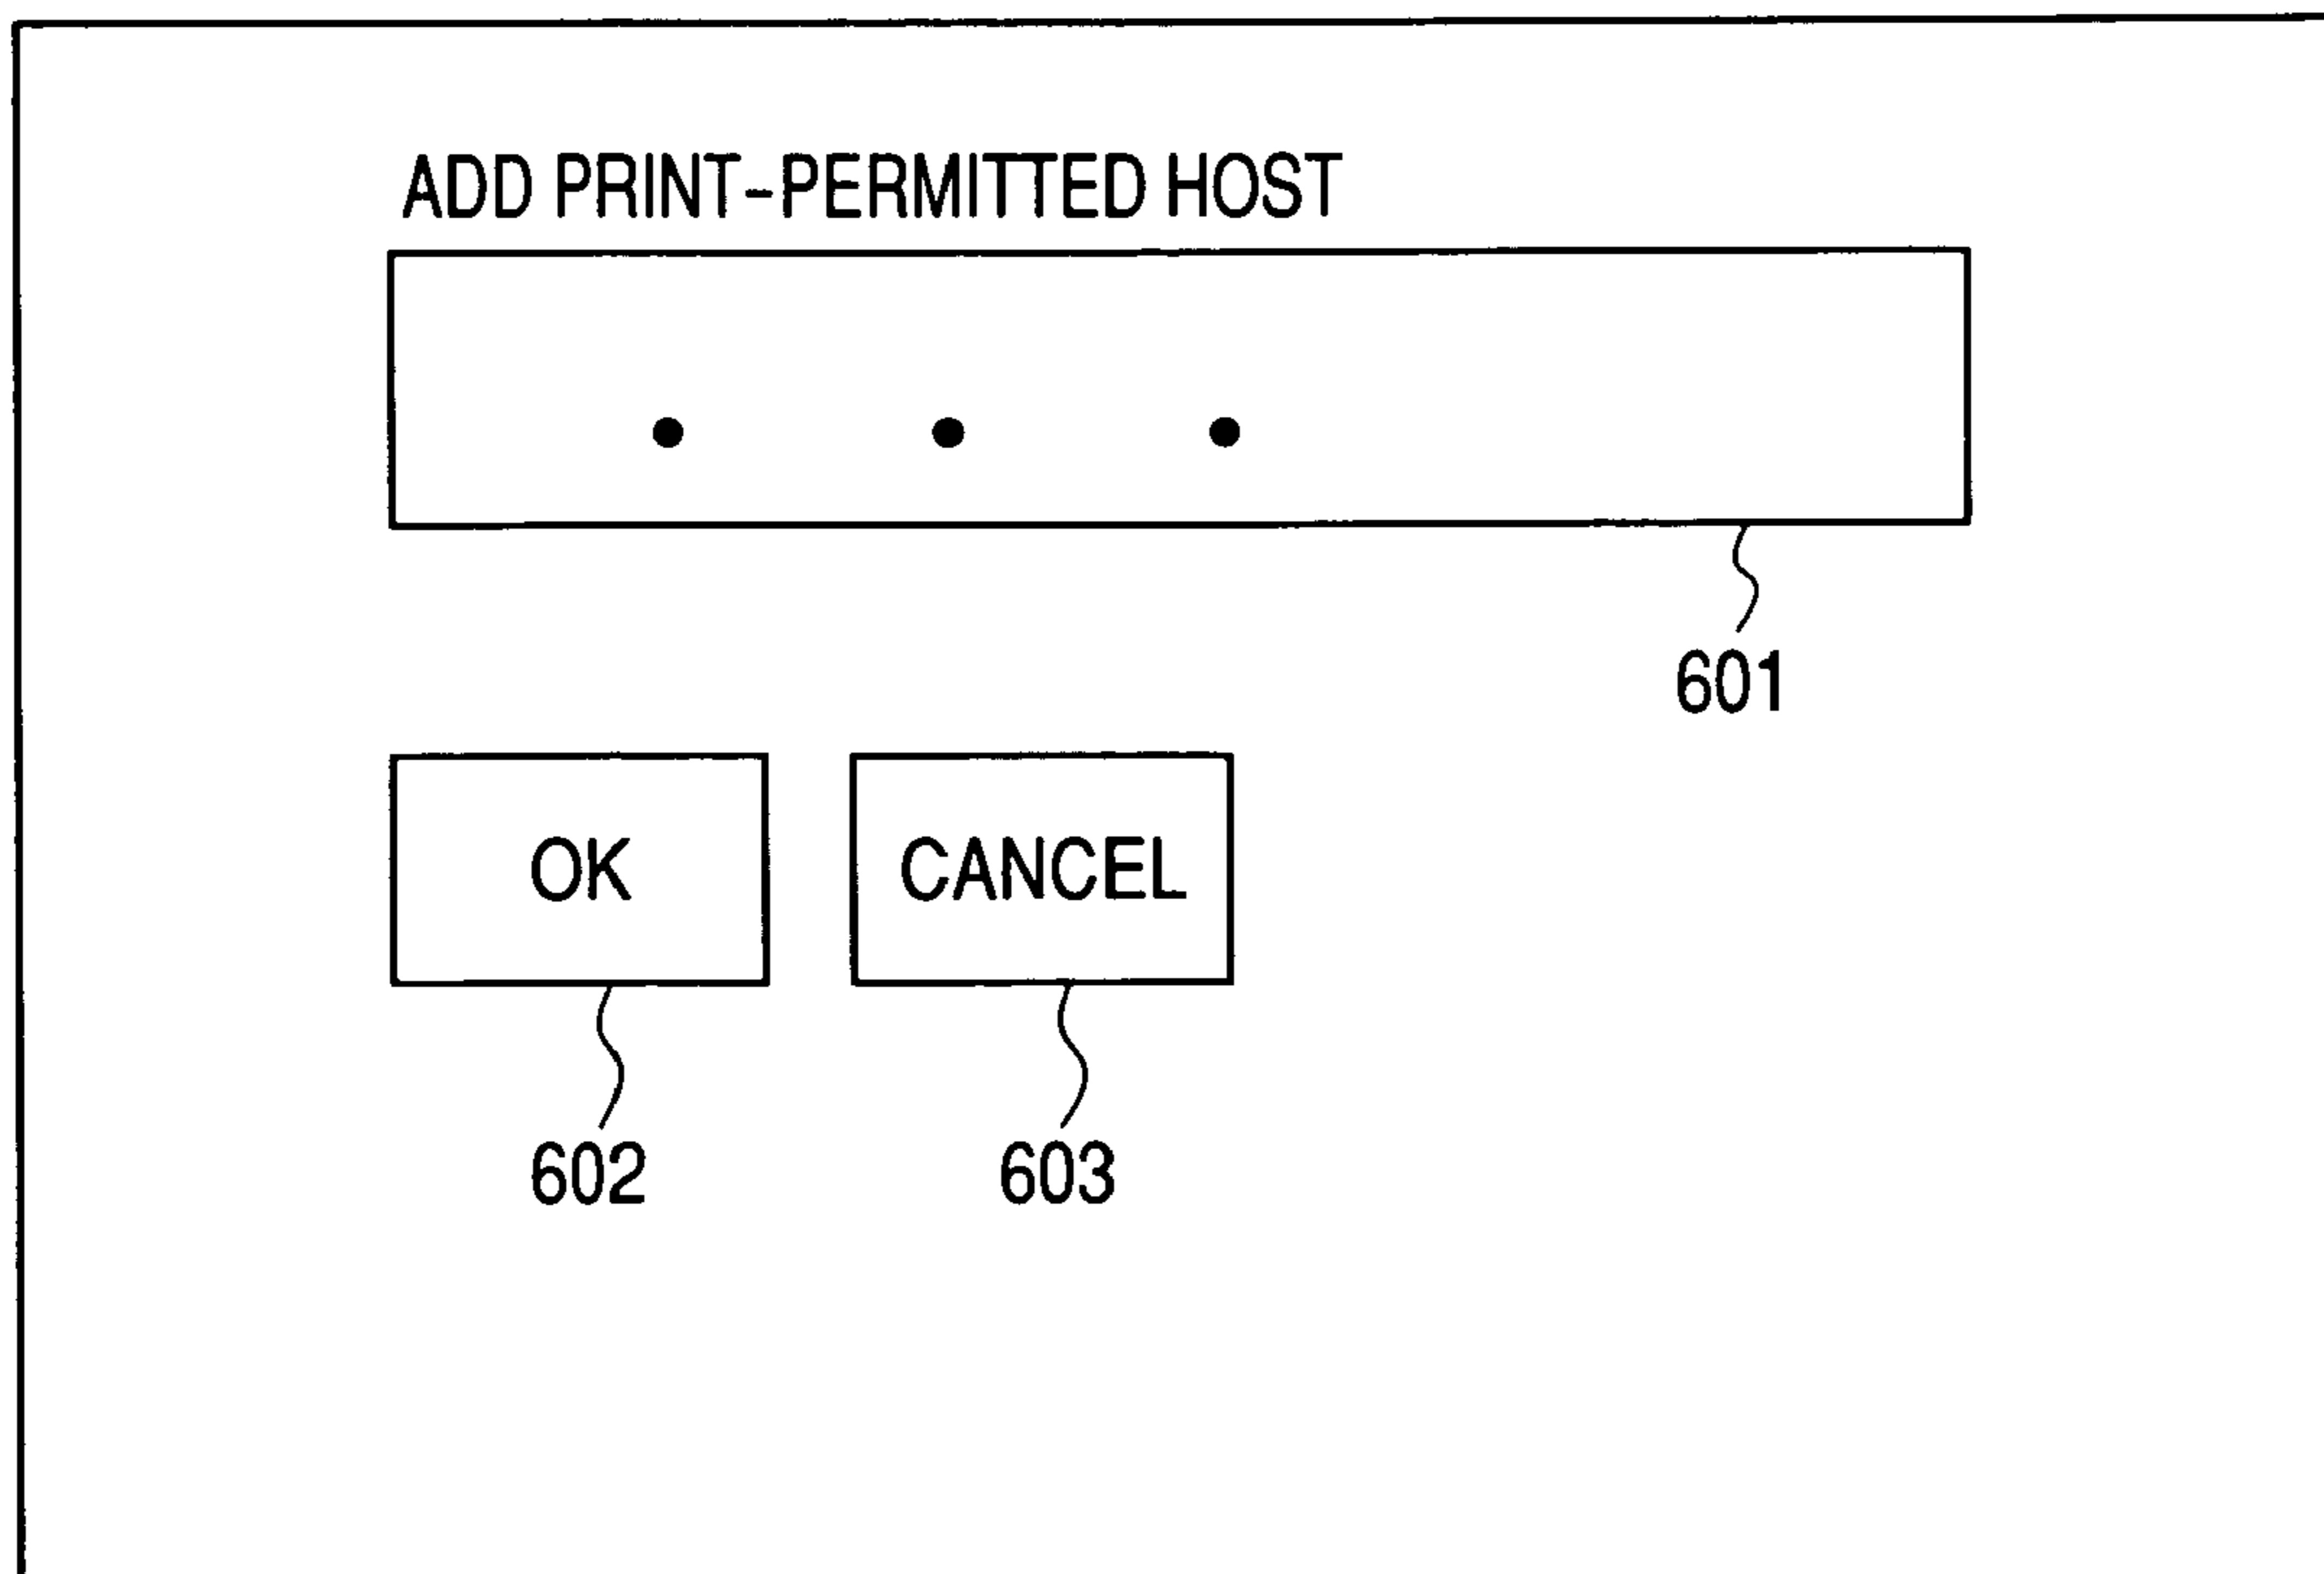 ADD PRINT-PERMITTED HOST
• • •
601
OK CANCEL
602 603